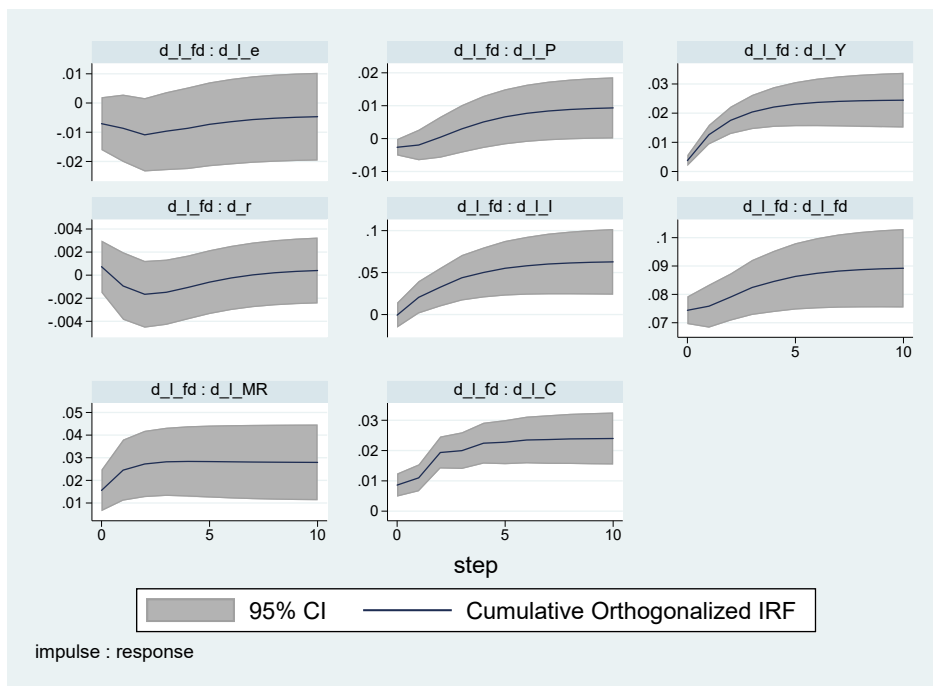 d_l_fd : d_l_e
d_l_fd : d_l_P
d_l_fd : d_l_Y
.01
0
-.01
-.02
.02
.01
0
-.01
.03
.02
.01
0
d_l_fd : d_r
d_l_fd : d_l_I
d_l_fd : d_l_fd
.004
.002
0
-.002
-.004
.1
.05
0
.1
.09
.08
.07
0 5 10
d_l_fd : d_l_MR
d_l_fd : d_l_C
.05
.04
.03
.02
.01
0 5 10
.03
.02
.01
0
0 5 10
step
95% CI
Cumulative Orthogonalized IRF
impulse : response